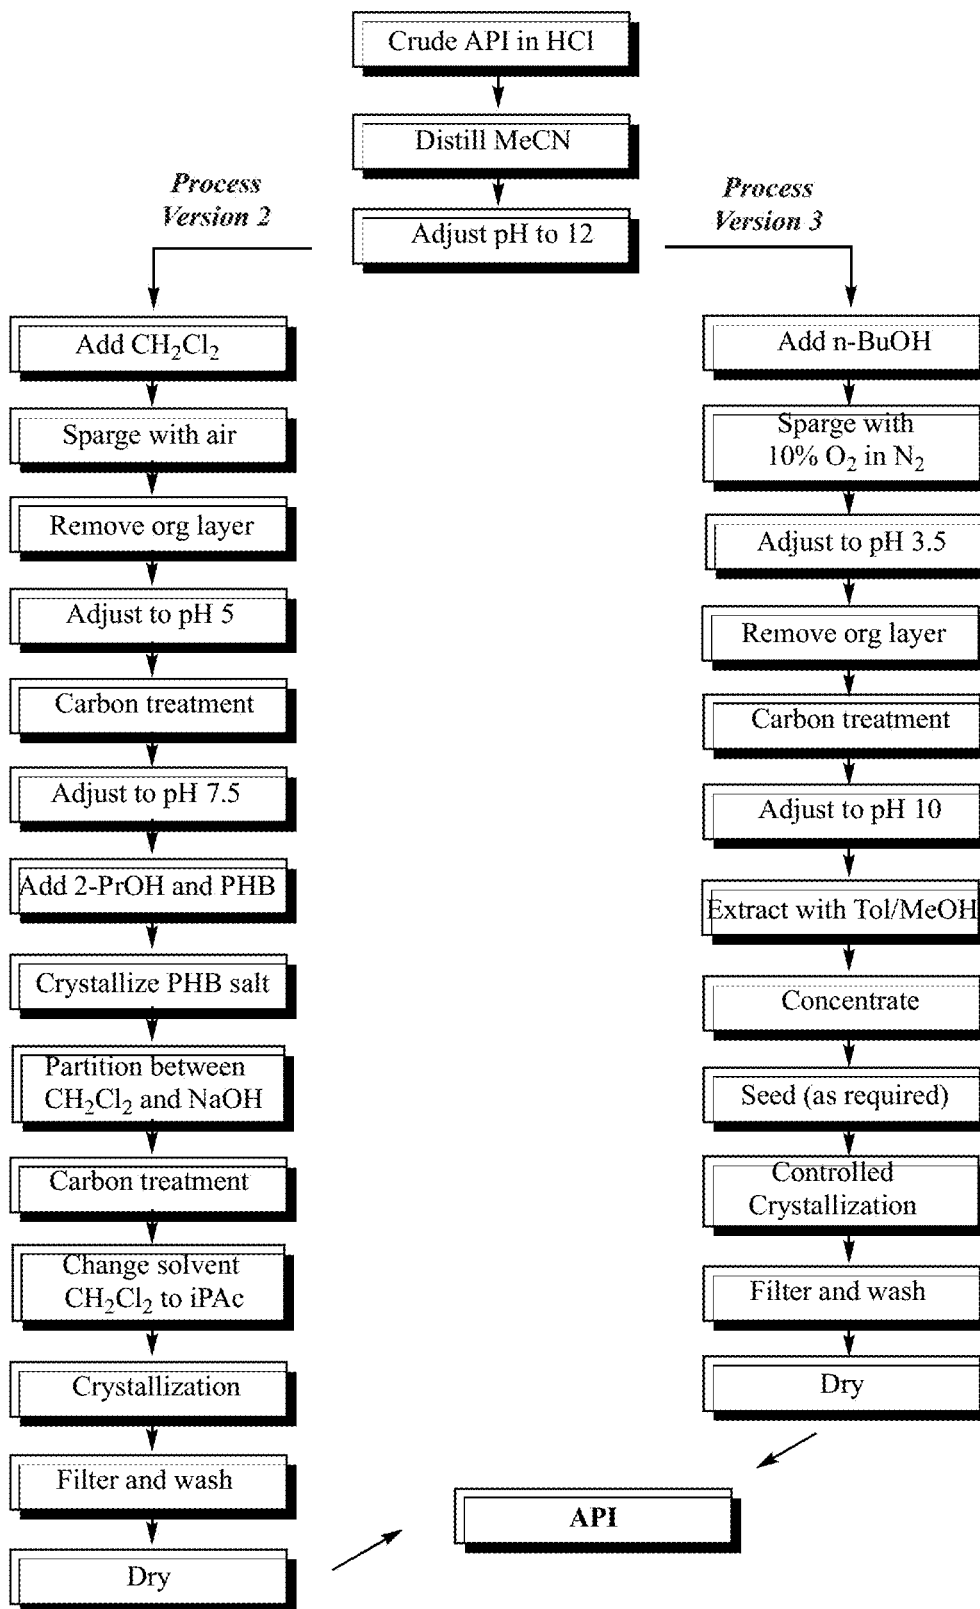 Crude API in HCl
Distill MeCN
Adjust pH to 12
Process
Version 2
Add CH₂Cl₂
Sparge with air
Remove org layer
Adjust to pH 5
Carbon treatment
Adjust to pH 7.5
Add 2-PrOH and PHB
Crystallize PHB salt
Partition between
CH₂Cl₂ and NaOH
Carbon treatment
Change solvent
CH₂Cl₂ to iPAc
Crystallization
Filter and wash
Dry
Process
Version 3
Add n-BuOH
Sparge with
10% O₂ in N₂
Adjust to pH 3.5
Remove org layer
Carbon treatment
Adjust to pH 10
Extract with Tol/MeOH
Concentrate
Seed (as required)
Controlled
Crystallization
Filter and wash
Dry
API